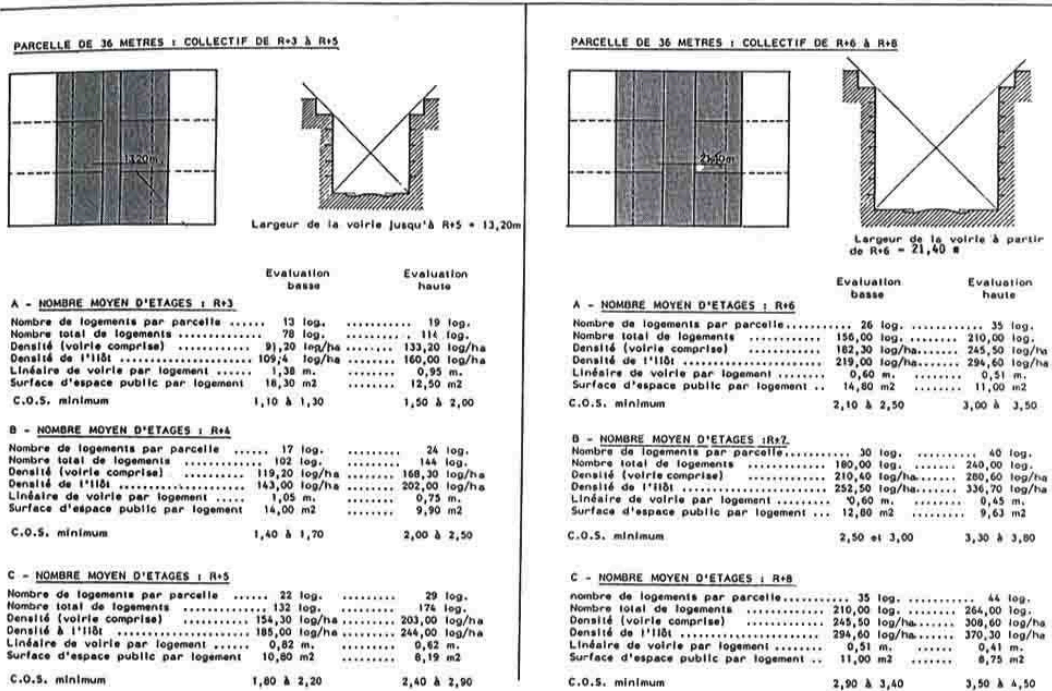 PARCELLE DE 36 METRES : COLLECTIF DE R+3 à R+5
13,20m
Largeur de la voirie jusqu'à R+5 = 13,20m
Evaluation basse Evaluation haute
A - NOMBRE MOYEN D'ETAGES : R+3
Nombre de logements par parcelle ...... 13 log. .......... 19 log.
Nombre total de logements .............. 78 log. .......... 114 log.
Densité (voirie comprise) .......... 91,20 log/ha ....... 133,20 log/ha
Densité de l'ilôt .................. 109,4 log/ha ....... 160,00 log/ha
Linéaire de voirie par logement ...... 1,38 m. ......... 0,95 m.
Surface d'espace public par logement 18,30 m2 ......... 12,50 m2
C.O.S. minimum 1,10 à 1,30 1,50 à 2,00
B - NOMBRE MOYEN D'ETAGES : R+4
Nombre de logements par parcelle ...... 17 log. .......... 24 log.
Nombre total de logements ............ 102 log. .......... 144 log.
Densité (voirie comprise) .......... 119,20 log/ha ....... 168,30 log/ha
Densité de l'ilôt .................. 143,00 log/ha ....... 202,00 log/ha
Linéaire de voirie par logement ..... 1,05 m. ......... 0,75 m.
Surface d'espace public par logement 14,00 m2 ......... 9,90 m2
C.O.S. minimum 1,40 à 1,70 2,00 à 2,50
C - NOMBRE MOYEN D'ETAGES : R+5
Nombre de logements par parcelle ...... 22 log. .......... 29 log.
Nombre total de logements .............. 132 log. .......... 174 log.
Densité (voirie comprise) .......... 154,30 log/ha ....... 203,00 log/ha
Densité à l'ilôt .................. 185,00 log/ha ....... 244,00 log/ha
Linéaire de voirie par logement ...... 0,82 m. ......... 0,62 m.
Surface d'espace public par logement 10,80 m2 ......... 8,19 m2
C.O.S. minimum 1,80 à 2,20 2,40 à 2,90
PARCELLE DE 36 METRES : COLLECTIF DE R+6 à R+8
21,40m
Largeur de la voirie à partir
de R+6 = 21,40 m
Evaluation basse Evaluation haute
A - NOMBRE MOYEN D'ETAGES : R+6
Nombre de logements par parcelle........... 26 log. .......... 35 log.
Nombre total de logements ............ 156,00 log. ........ 210,00 log.
Densité (voirie comprise) ............ 182,30 log/ha...... 245,50 log/ha
Densité de l'ilôt .................... 219,00 log/ha...... 294,60 log/ha
Linéaire de voirie par logement ........ 0,60 m. ........ 0,51 m.
Surface d'espace public par logement .. 14,80 m2 ........ 11,00 m2
C.O.S. minimum 2,10 à 2,50 3,00 à 3,50
B - NOMBRE MOYEN D'ETAGES :R+7
Nombre de logements par parcelle .......... 30 log. .......... 40 log.
Nombre total de logements ............ 180,00 log. ........ 240,00 log.
Densité (voirie comprise) ............ 210,40 log/ha...... 280,60 log/ha
Densité de l'ilôt .................... 252,50 log/ha...... 336,70 log/ha
Linéaire de voirie par logement ........ 0,60 m. ........ 0,45 m.
Surface d'espace public par logement ... 12,80 m2 ........ 9,63 m2
C.O.S. minimum 2,50 et 3,00 3,30 à 3,80
C - NOMBRE MOYEN D'ETAGES : R+8
nombre de logements par parcelle........... 35 log. .......... 44 log.
Nombre total de logements ............ 210,00 log. ........ 264,00 log.
Densité (voirie comprise) ............ 245,50 log/ha...... 308,60 log/ha
Densité de l'ilôt .................... 294,60 log/ha...... 370,30 log/ha
Linéaire de voirie par logement ........ 0,51 m. ........ 0,41 m.
Surface d'espace public par logement .. 11,00 m2 ........ 8,75 m2
C.O.S. minimum 2,90 à 3,40 3,50 à 4,50